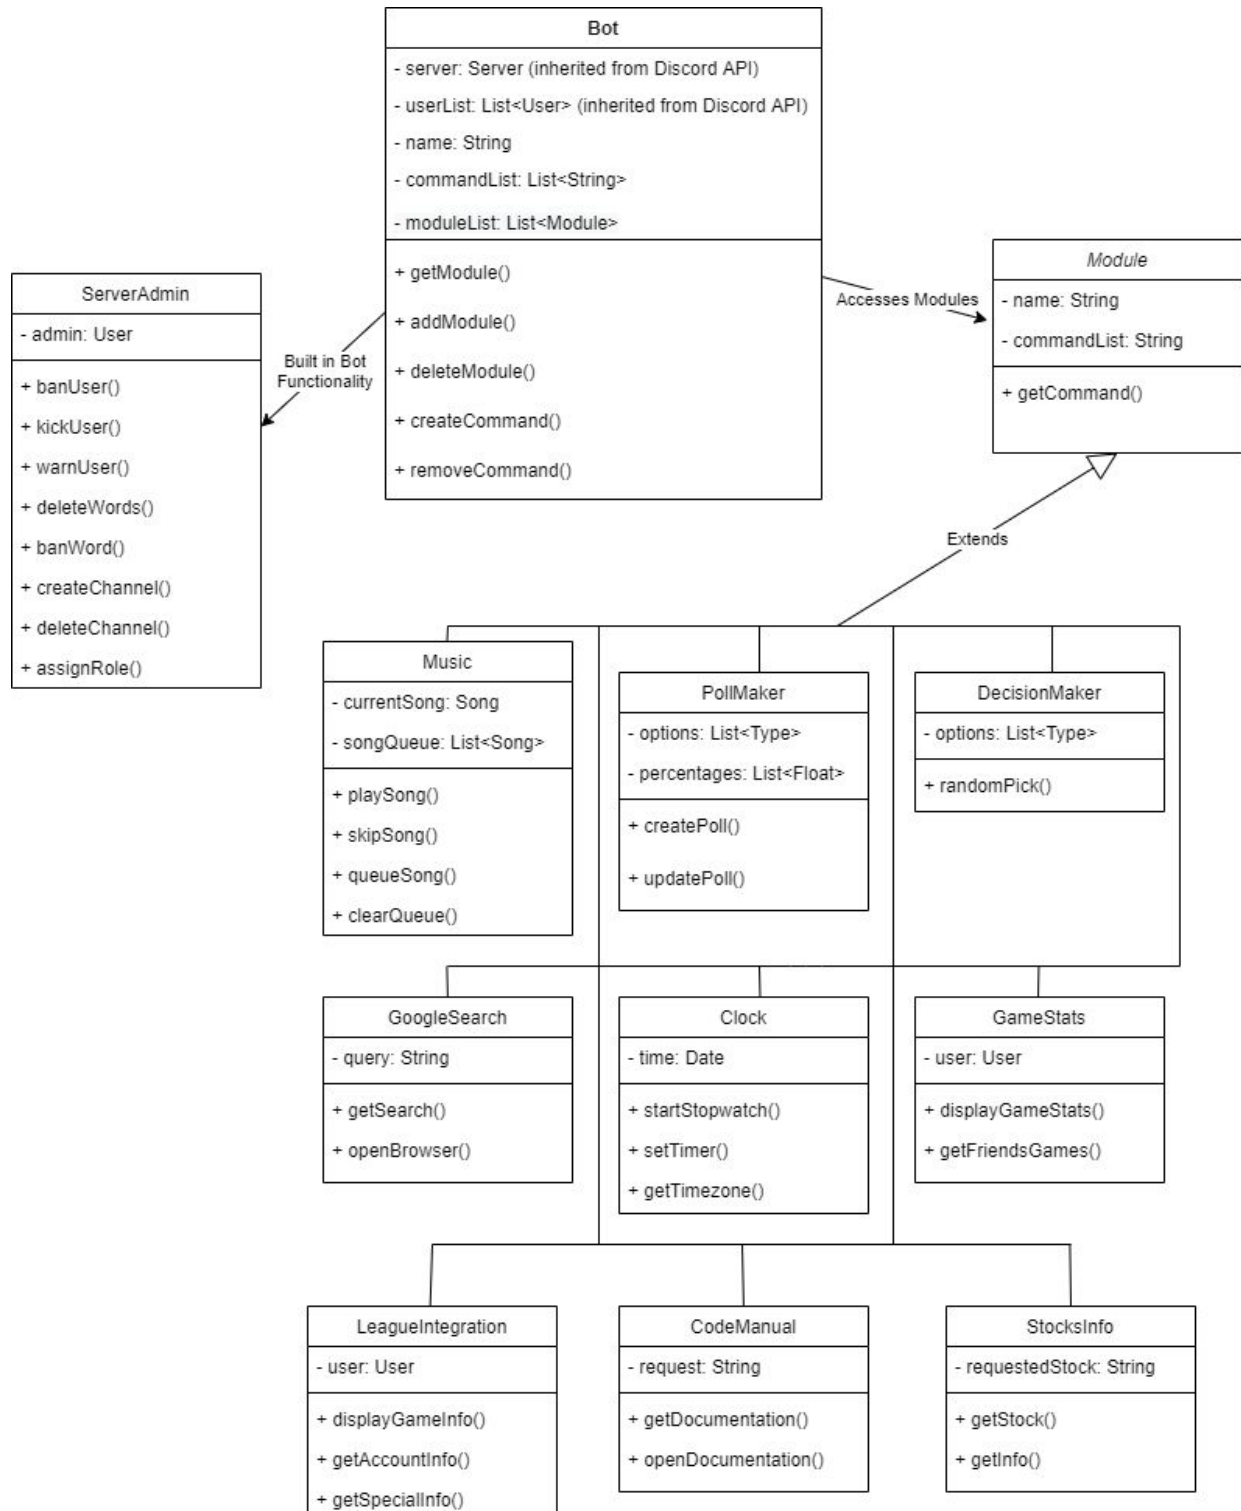 Bot
- server: Server (inherited from Discord API)
- userList: List<User> (inherited from Discord API)
- name: String
- commandList: List<String>
- moduleList: List<Module>
+ getModule()
+ addModule()
+ deleteModule()
+ createCommand()
+ removeCommand()
ServerAdmin
- admin: User
+ banUser()
+ kickUser()
+ warnUser()
+ deleteWords()
+ banWord()
+ createChannel()
+ deleteChannel()
+ assignRole()
Built in Bot
Functionality
Accesses Modules
Module
- name: String
- commandList: String
+ getCommand()
Extends
Music
- currentSong: Song
- songQueue: List<Song>
+ playSong()
+ skipSong()
+ queueSong()
+ clearQueue()
PollMaker
- options: List<Type>
- percentages: List<Float>
+ createPoll()
+ updatePoll()
DecisionMaker
- options: List<Type>
+ randomPick()
GoogleSearch
- query: String
+ getSearch()
+ openBrowser()
Clock
- time: Date
+ startStopwatch()
+ setTimer()
+ getTimezone()
GameStats
- user: User
+ displayGameStats()
+ getFriendsGames()
LeagueIntegration
- user: User
+ displayGameInfo()
+ getAccountInfo()
+ getSpecialInfo()
CodeManual
- request: String
+ getDocumentation()
+ openDocumentation()
StocksInfo
- requestedStock: String
+ getStock()
+ getInfo()